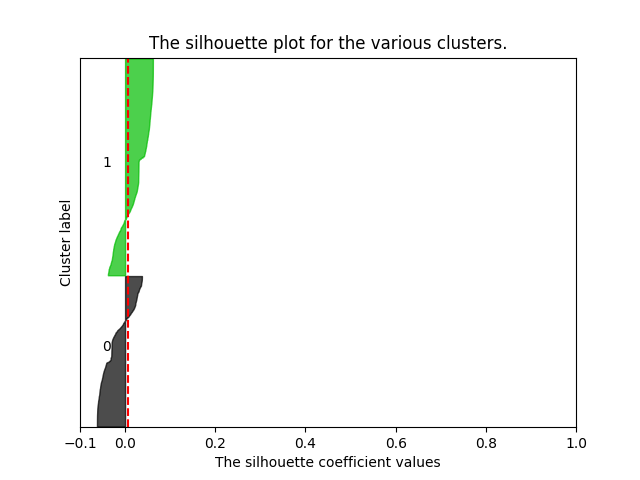 The silhouette plot for the various clusters.
Cluster label
1
0
−0.1 0.0 0.2 0.4 0.6 0.8 1.0
The silhouette coefficient values